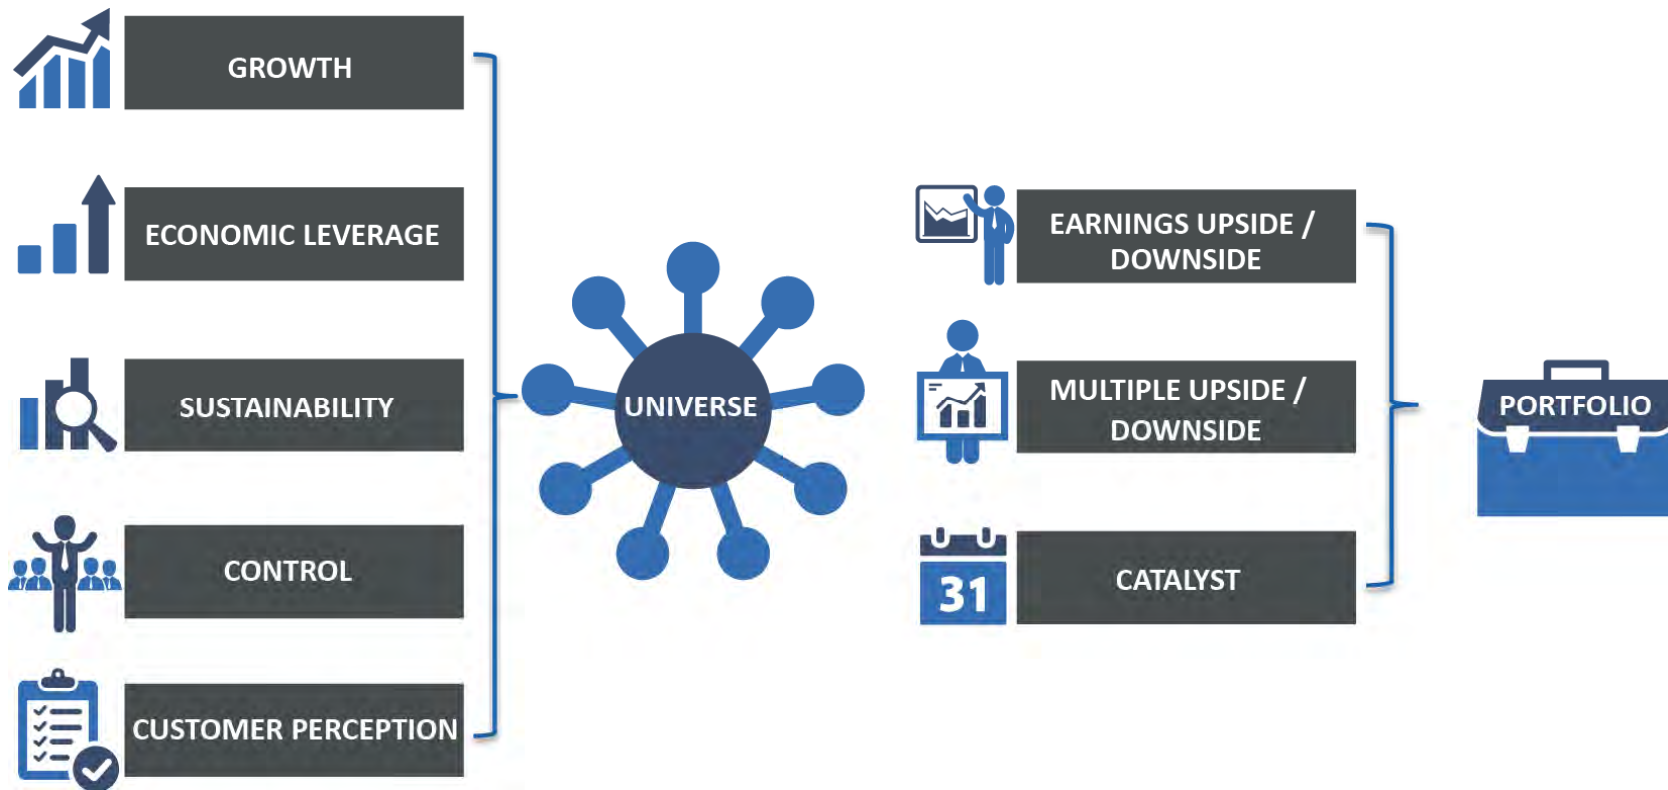 GROWTH
ECONOMIC LEVERAGE
SUSTAINABILITY
CONTROL
CUSTOMER PERCEPTION
UNIVERSE
EARNINGS UPSIDE /
DOWNSIDE
MULTIPLE UPSIDE /
DOWNSIDE
31
CATALYST
PORTFOLIO